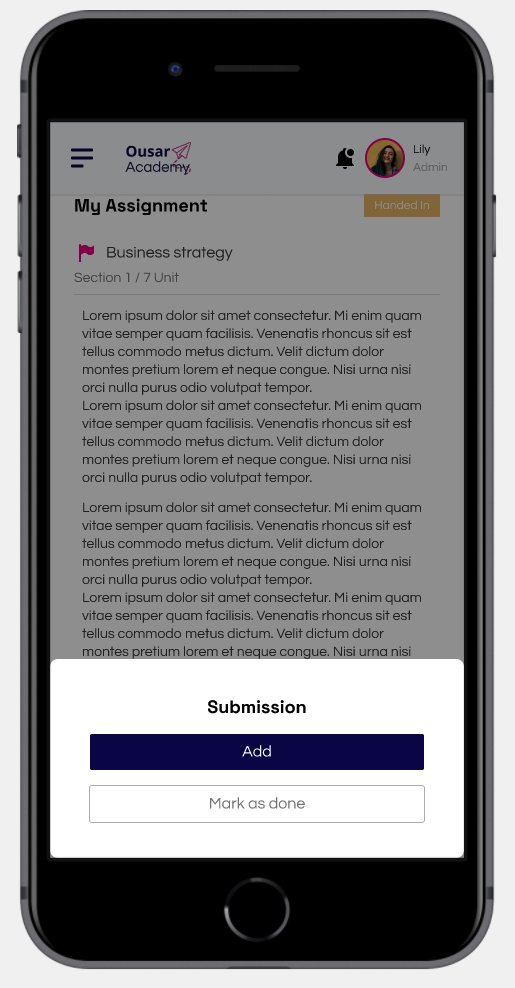 Ousar
Academy
Lily
Admin
My Assignment
Handed In
Business strategy
Section 1 / 7 Unit
Lorem ipsum dolor sit amet consectetur. Mi enim quam
vitae semper quam facilisis. Venenatis rhoncus sit est
tellus commodo metus dictum. Velit dictum dolor
montes pretium lorem et neque congue. Nisi urna nisi
orci nulla purus odio volutpat tempor.
Lorem ipsum dolor sit amet consectetur. Mi enim quam
vitae semper quam facilisis. Venenatis rhoncus sit est
tellus commodo metus dictum. Velit dictum dolor
montes pretium lorem et neque congue. Nisi urna nisi
orci nulla purus odio volutpat tempor.
Lorem ipsum dolor sit amet consectetur. Mi enim quam
vitae semper quam facilisis. Venenatis rhoncus sit est
tellus commodo metus dictum. Velit dictum dolor
montes pretium lorem et neque congue. Nisi urna nisi
orci nulla purus odio volutpat tempor.
Lorem ipsum dolor sit amet consectetur. Mi enim quam
vitae semper quam facilisis. Venenatis rhoncus sit est
tellus commodo metus dictum. Velit dictum dolor
montes pretium lorem et neque congue. Nisi urna nisi
Submission
Add
Mark as done